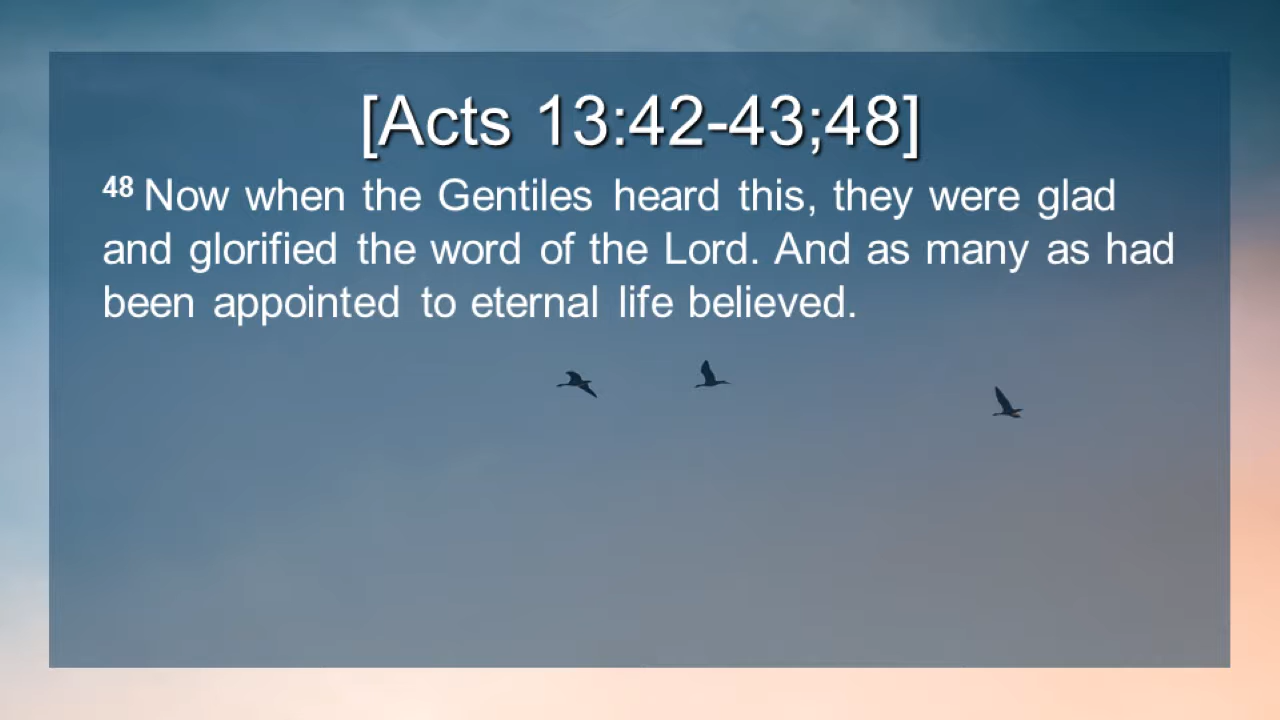 [Acts 13:42-43;48]
48 Now when the Gentiles heard this, they were glad
and glorified the word of the Lord. And as many as had
been appointed to eternal life believed.